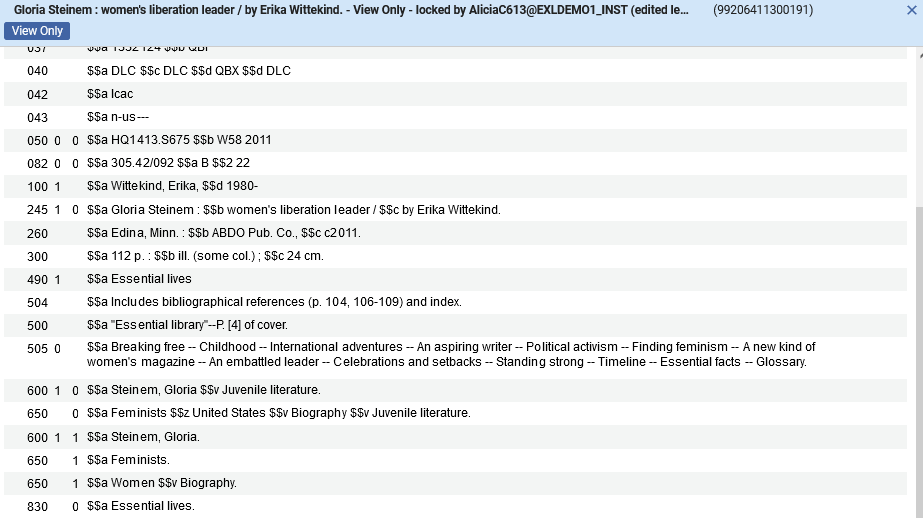 Gloria Steinem : women's liberation leader / by Erika Wittekind. - View Only - locked by AliciaC613@EXLDEMO1_INST (edited le... (99206411300191)
View Only
037 $$a 1552124 $$b QBI
040 $$a DLC $$c DLC $$d QBX $$d DLC
042 $$a lcac
043 $$a n-us---
050 0 0 $$a HQ1413.S675 $$b W58 2011
082 0 0 $$a 305.42/092 $$a B $$2 22
100 1 $$a Wittekind, Erika, $$d 1980-
245 1 0 $$a Gloria Steinem : $$b women's liberation leader / $$c by Erika Wittekind.
260 $$a Edina, Minn. : $$b ABDO Pub. Co., $$c c2011.
300 $$a 112 p. : $$b ill. (some col.) ; $$c 24 cm.
490 1 $$a Essential lives
504 $$a Includes bibliographical references (p. 104, 106-109) and index.
500 $$a "Essential library"--P. [4] of cover.
505 0 $$a Breaking free -- Childhood -- International adventures -- An aspiring writer -- Political activism -- Finding feminism -- A new kind of
women's magazine -- An embattled leader -- Celebrations and setbacks -- Standing strong -- Timeline -- Essential facts -- Glossary.
600 1 0 $$a Steinem, Gloria $$v Juvenile literature.
650 0 $$a Feminists $$z United States $$v Biography $$v Juvenile literature.
600 1 1 $$a Steinem, Gloria.
650 1 $$a Feminists.
650 1 $$a Women $$v Biography.
830 0 $$a Essential lives.